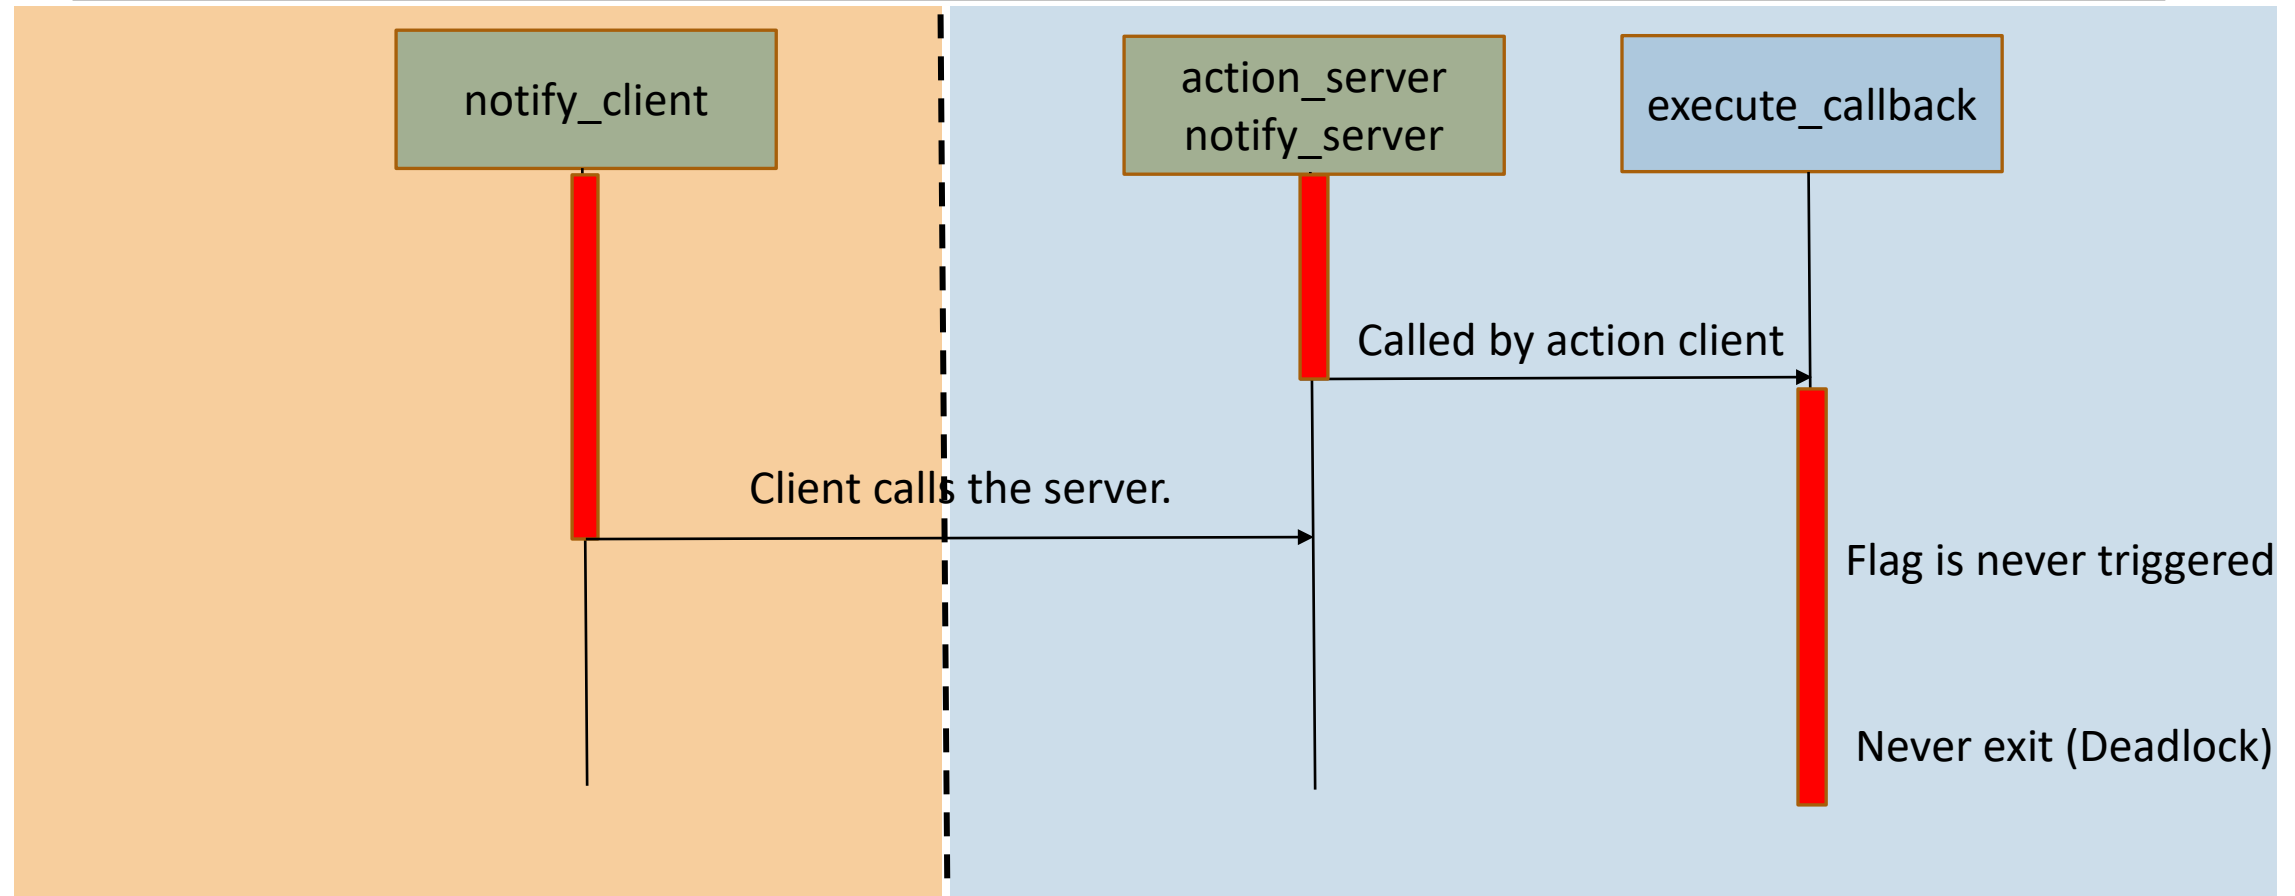 notify_client
action_server
notify_server
execute_callback
Called by action client
Client calls the server.
Flag is never triggered
Never exit (Deadlock)